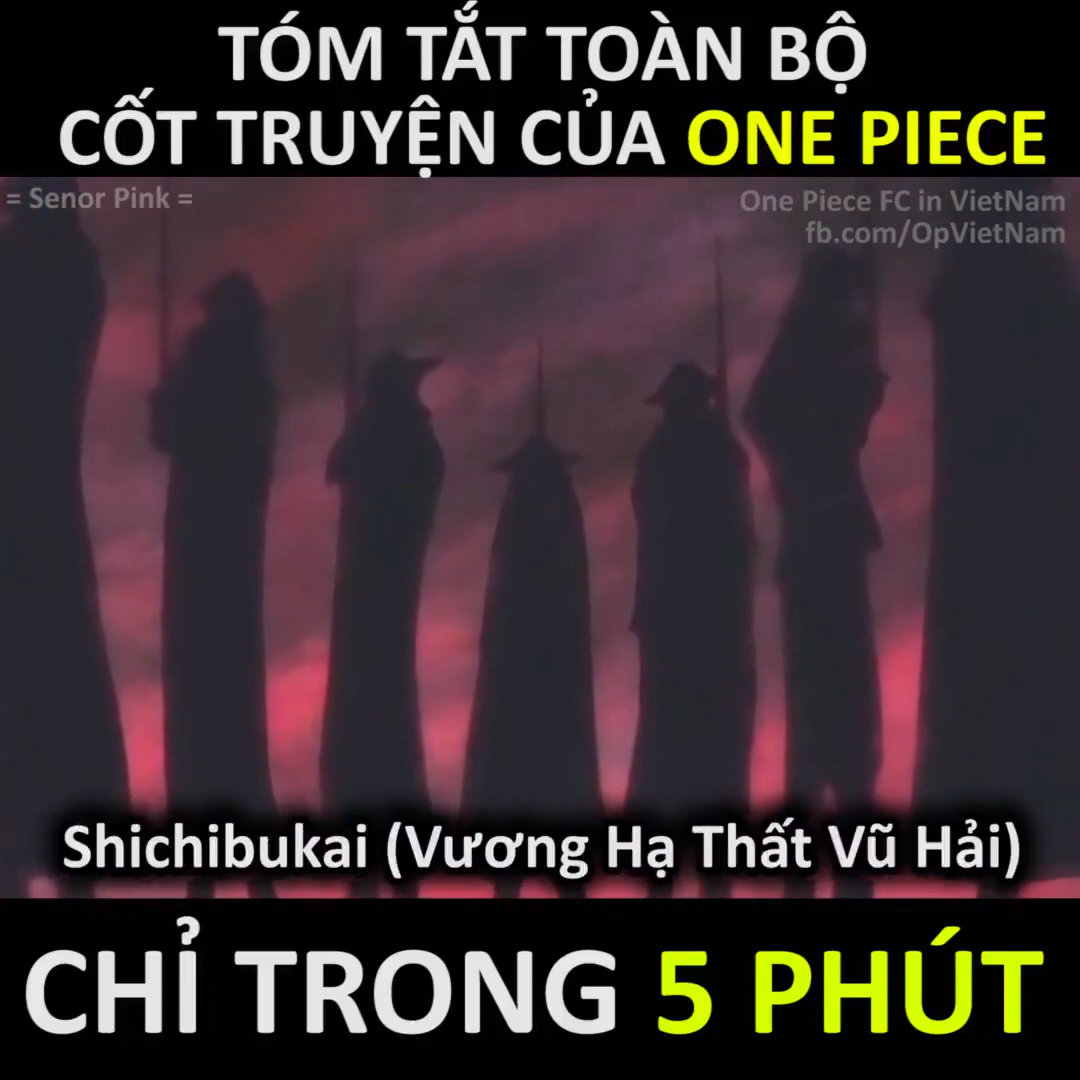 TÓM TẮT TOÀN BỘ
CỐT TRUYỆN CỦA ONE PIECE
= Senor Pink =
One Piece FC in VietNam
fb.com/OpVietNam
Shichibukai (Vương Hạ Thất Vũ Hải)
CHỈ TRONG 5 PHÚT